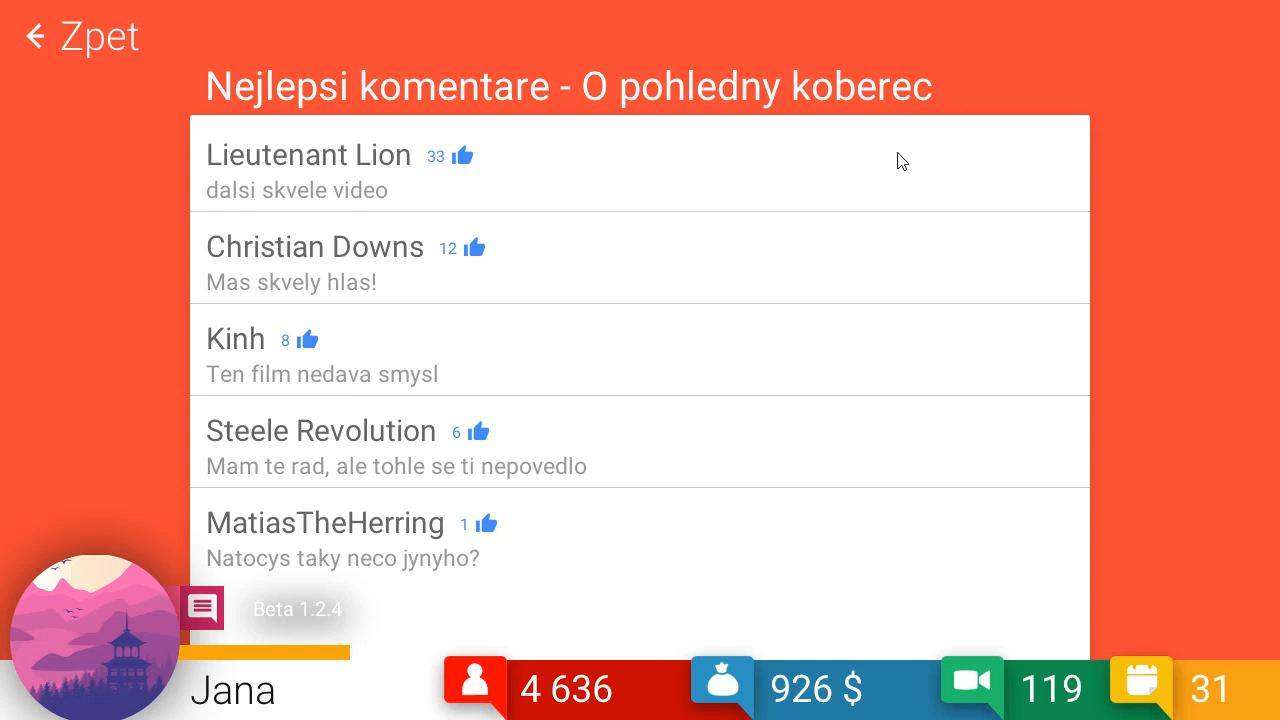 Zpet
Nejlepsi komentare - O pohledny koberec
Lieutenant Lion 33
dalsi skvele video
Christian Downs 12
Mas skvely hlas!
Kinh 8
Ten film nedava smysl
Steele Revolution 6
Mam te rad, ale tohle se ti nepovedlo
MatiasTheHerring 1
Natocys taky neco jynyho?
Beta 1.2.4
Jana 4 636 926 $ 119 31